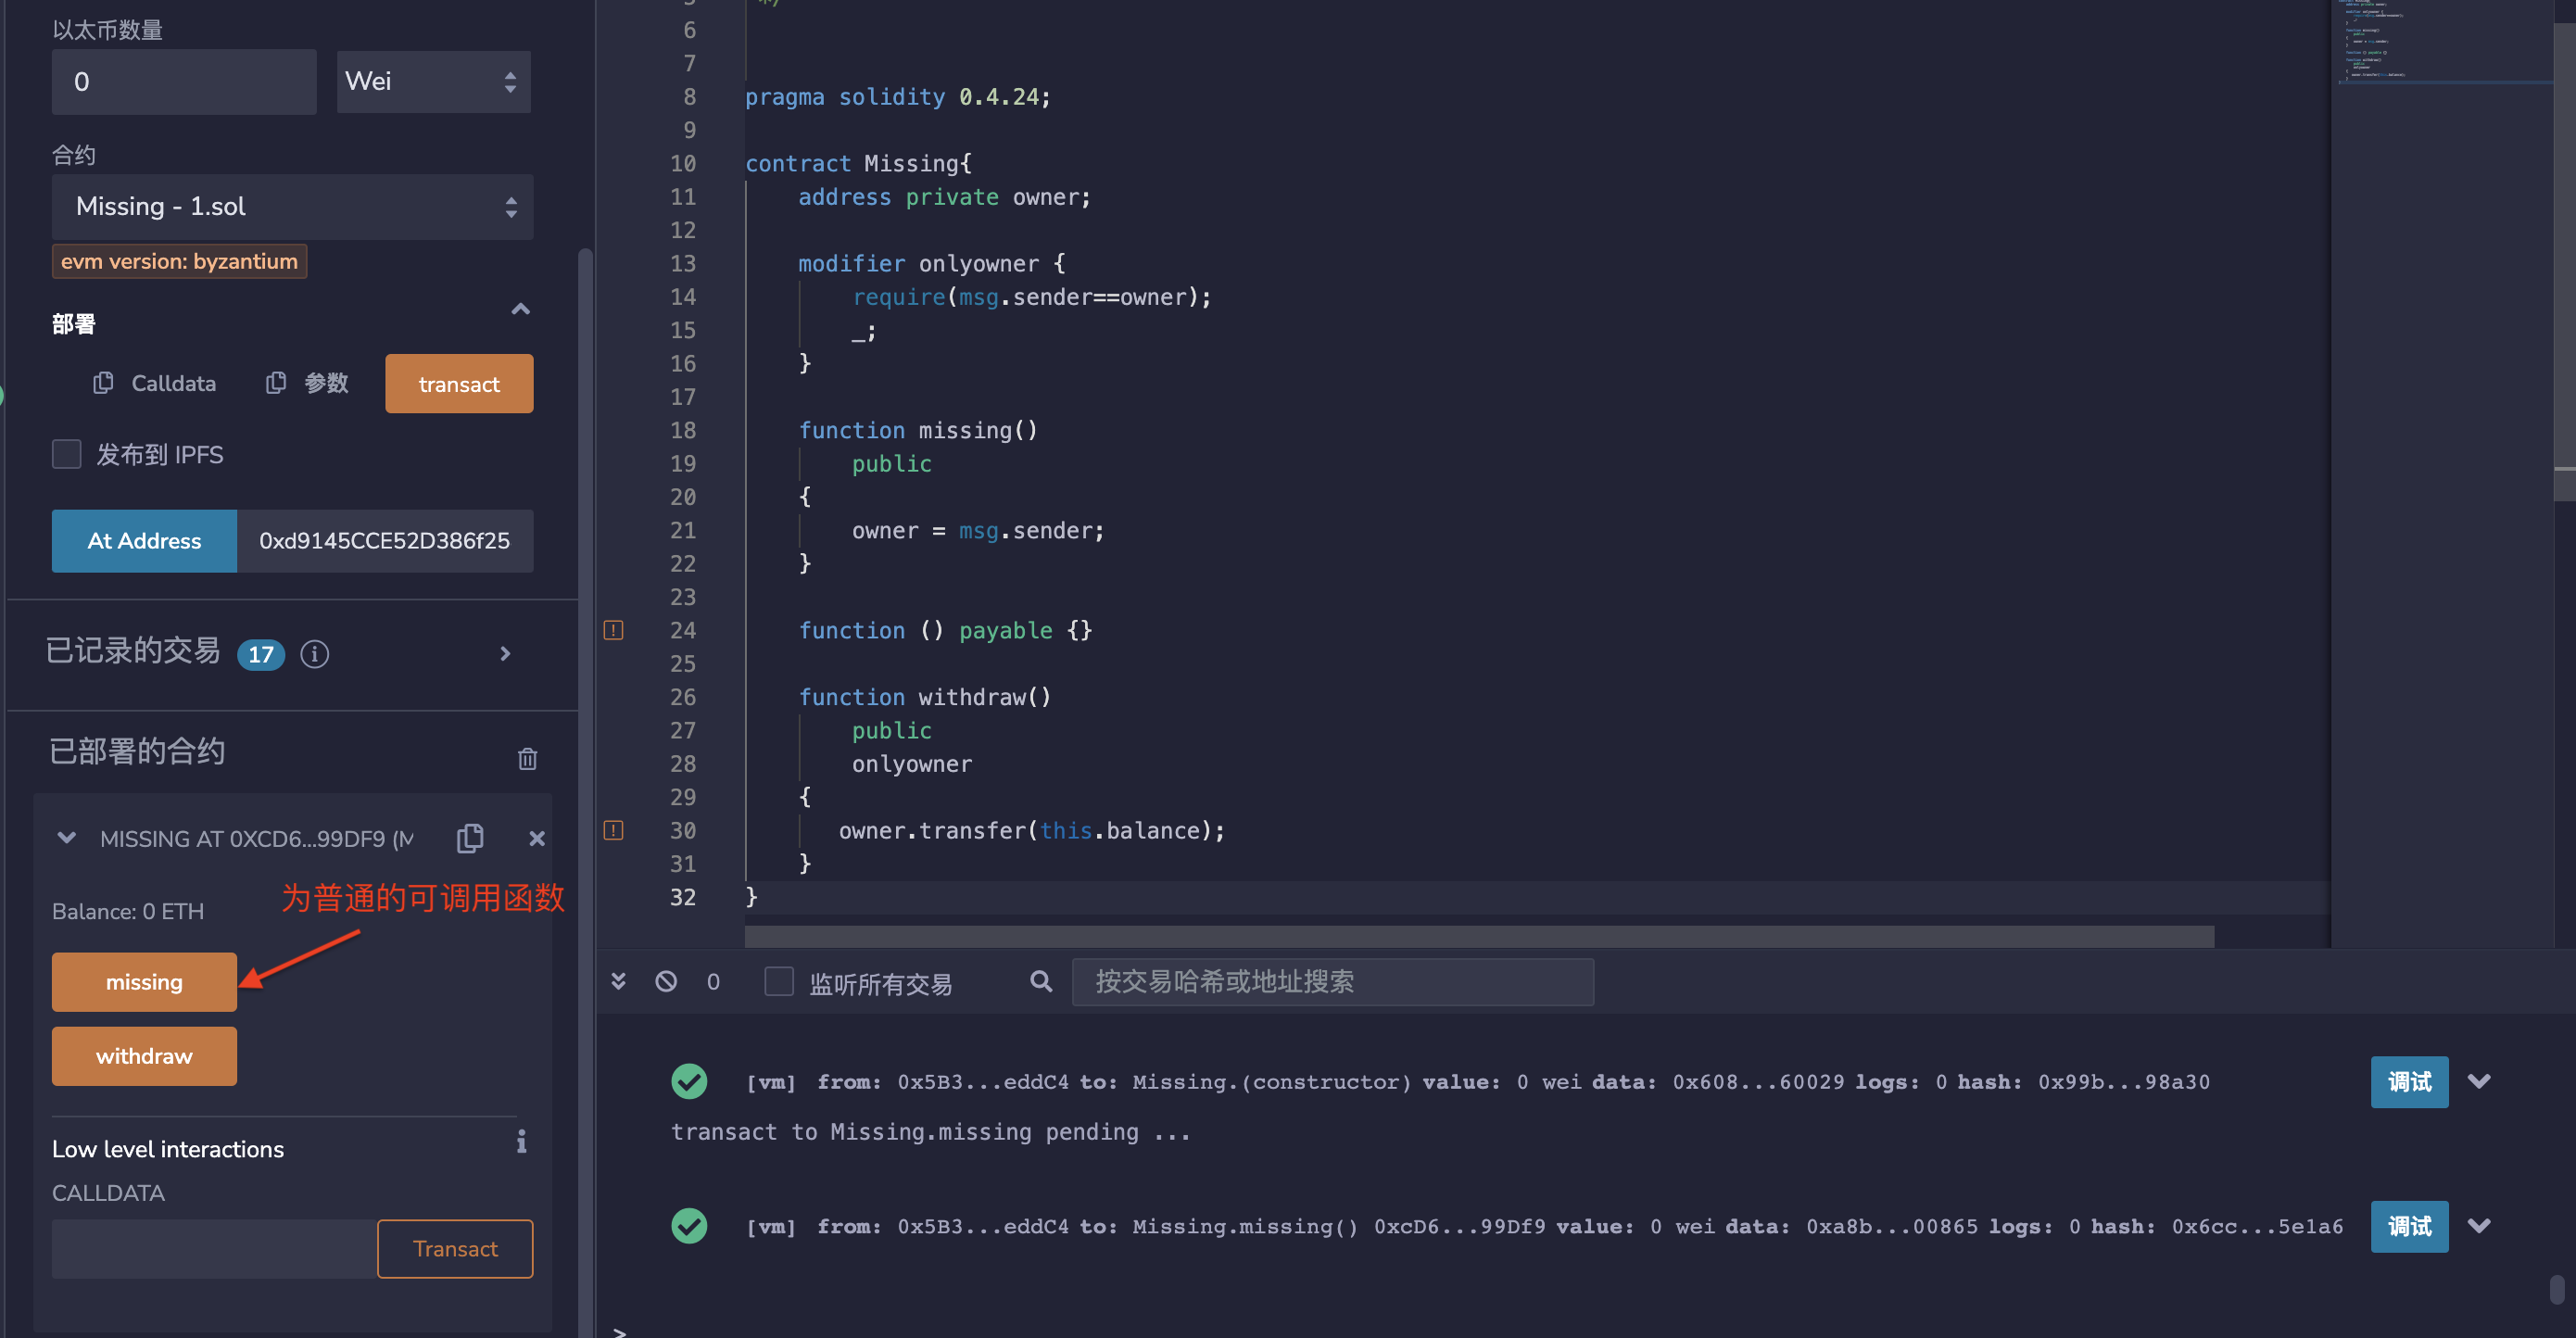 以太币数量
0
Wei
合约
Missing - 1.sol
evm version: byzantium
部署
Calldata
参数
transact
发布到 IPFS
At Address
0xd9145CCE52D386f25
已记录的交易 17
已部署的合约
MISSING AT 0XCD6...99DF9 (M
为普通的可调用函数
Balance: 0 ETH
missing
withdraw
Low level interactions
CALLDATA
Transact
6
7
8 pragma solidity 0.4.24;
9
10 contract Missing{
11 address private owner;
12
13 modifier onlyowner {
14 require(msg.sender==owner);
15 _;
16 }
17
18 function missing()
19 public
20 {
21 owner = msg.sender;
22 }
23
24 function () payable {}
25
26 function withdraw()
27 public
28 onlyowner
29 {
30 owner.transfer(this.balance);
31 }
32 }
0
监听所有交易
按交易哈希或地址搜索
[vm] from: 0x5B3...eddC4 to: Missing.(constructor) value: 0 wei data: 0x608...60029 logs: 0 hash: 0x99b...98a30
调试
transact to Missing.missing pending ...
[vm] from: 0x5B3...eddC4 to: Missing.missing() 0xcD6...99Df9 value: 0 wei data: 0xa8b...00865 logs: 0 hash: 0x6cc...5e1a6
调试
>